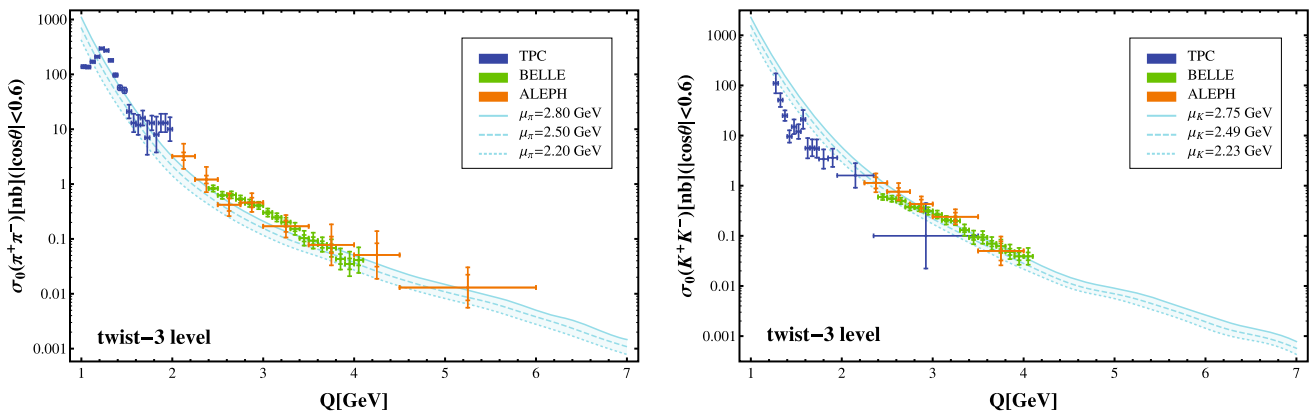 σ₀(π⁺π⁻)[nb](|cosθ|<0.6)
1000
100
10
1
0.1
0.01
0.001
TPC
BELLE
ALEPH
μπ=2.80 GeV
μπ=2.50 GeV
μπ=2.20 GeV
twist−3 level
1 2 3 4 5 6 7
Q[GeV]
σ₀(K⁺K⁻)[nb](|cosθ|<0.6)
1000
100
10
1
0.1
0.01
0.001
TPC
BELLE
ALEPH
μK=2.75 GeV
μK=2.49 GeV
μK=2.23 GeV
twist−3 level
1 2 3 4 5 6 7
Q[GeV]